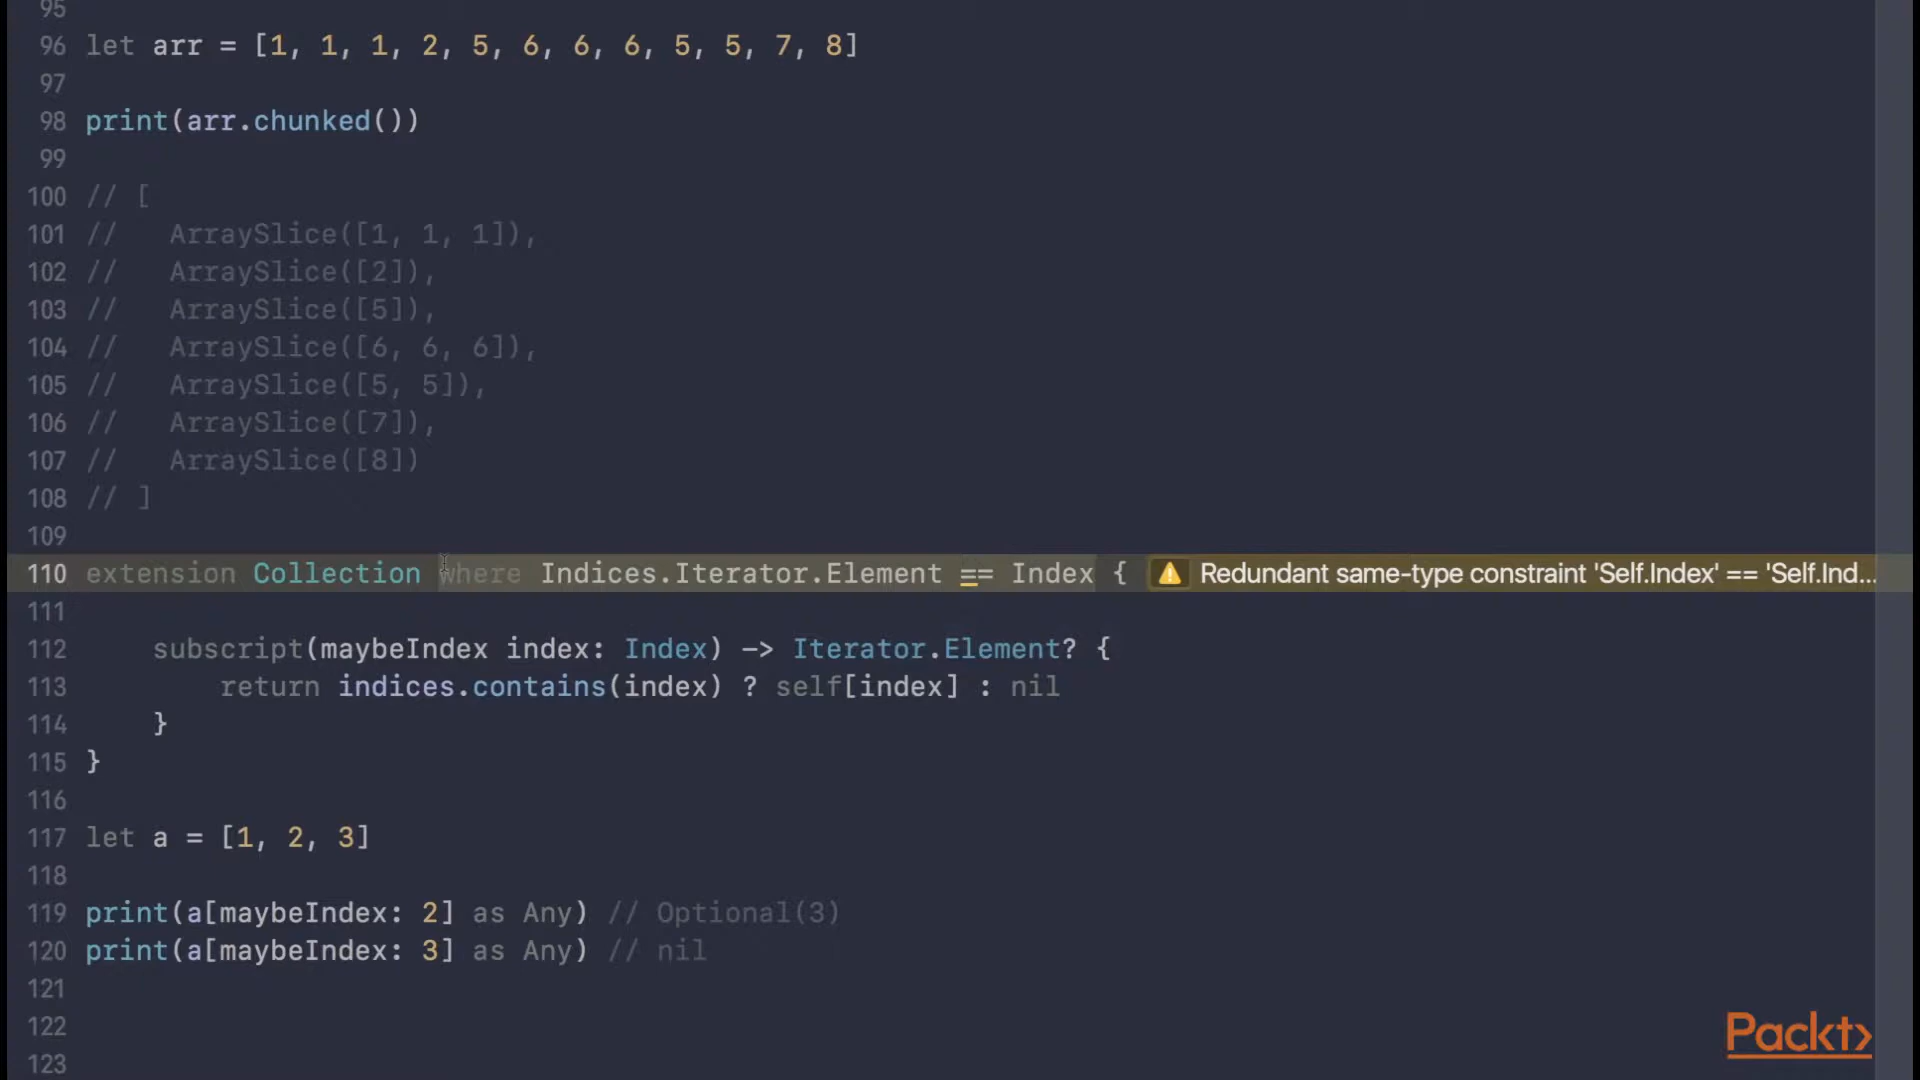 95
96 let arr = [1, 1, 1, 2, 5, 6, 6, 6, 5, 5, 7, 8]
97
98 print(arr.chunked())
99
100 // [
101 //   ArraySlice([1, 1, 1]),
102 //   ArraySlice([2]),
103 //   ArraySlice([5]),
104 //   ArraySlice([6, 6, 6]),
105 //   ArraySlice([5, 5]),
106 //   ArraySlice([7]),
107 //   ArraySlice([8])
108 // ]
109
110 extension Collection where Indices.Iterator.Element == Index { Redundant same-type constraint 'Self.Index' == 'Self.Ind...
111
112     subscript(maybeIndex index: Index) -> Iterator.Element? {
113         return indices.contains(index) ? self[index] : nil
114     }
115 }
116
117 let a = [1, 2, 3]
118
119 print(a[maybeIndex: 2] as Any) // Optional(3)
120 print(a[maybeIndex: 3] as Any) // nil
121
122
123
Packt>